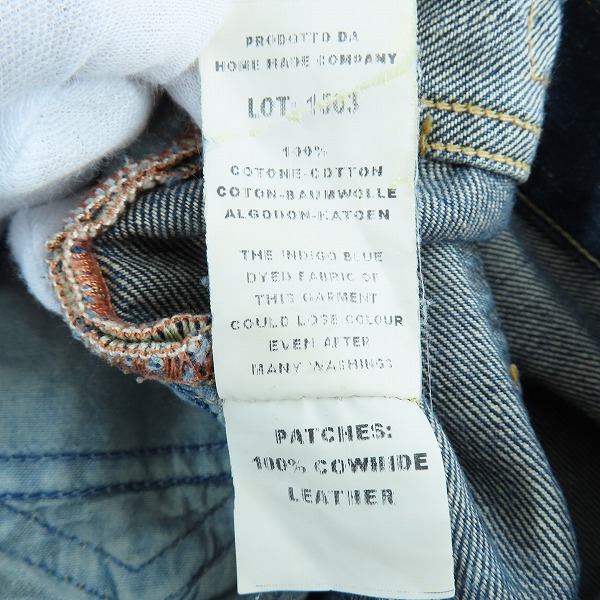 PRODOTTO DA
HOME MADE COMPANY
LOT: 1503
100%
COTONE-COTTON
COTON-BAUMWOLLE
ALGODON-KATOEN
THE INDIGO BLUE
DYED FABRIC OF
THIS GARMENT
COULD LOSE COLOUR
EVEN AFTER
MANY WASHINGS
PATCHES:
100% COWHIDE
LEATHER